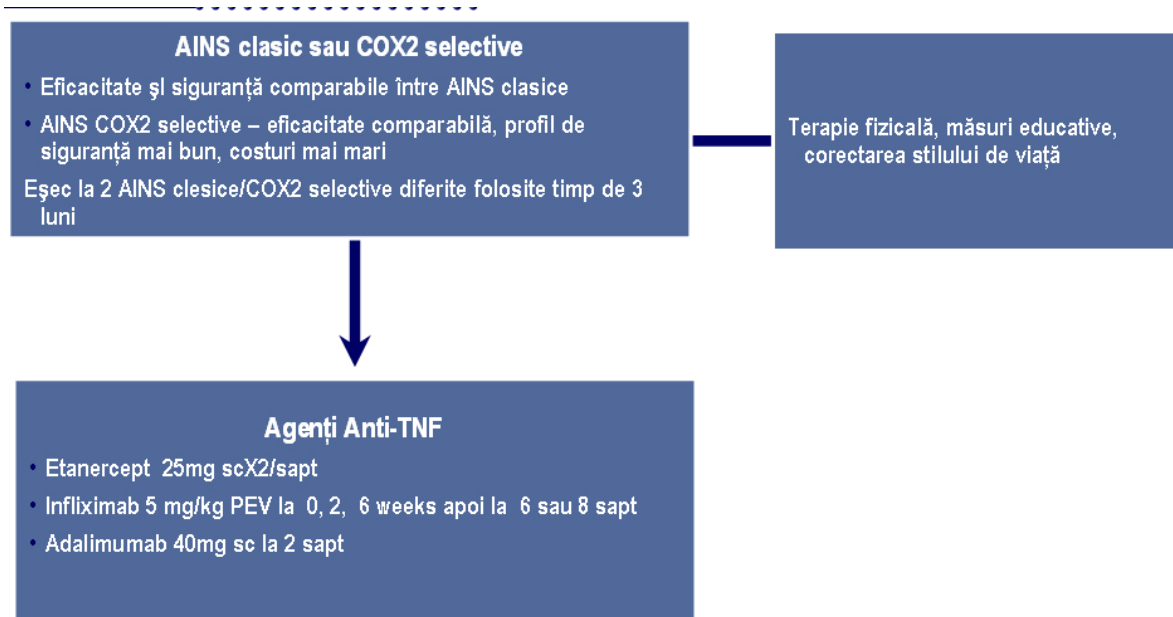 AINS clasic sau COX2 selective
• Eficacitate şI siguranță comparabile între AINS clasice
• AINS COX2 selective – eficacitate comparabilă, profil de
siguranță mai bun, costuri mai mari
Eşec la 2 AINS clesice/COX2 selective diferite folosite timp de 3
luni
Terapie fizicală, măsuri educative,
corectarea stilului de viață
Agenți Anti-TNF
• Etanercept 25mg scX2/sapt
• Infliximab 5 mg/kg PEV la 0, 2, 6 weeks apoi la 6 sau 8 sapt
• Adalimumab 40mg sc la 2 sapt